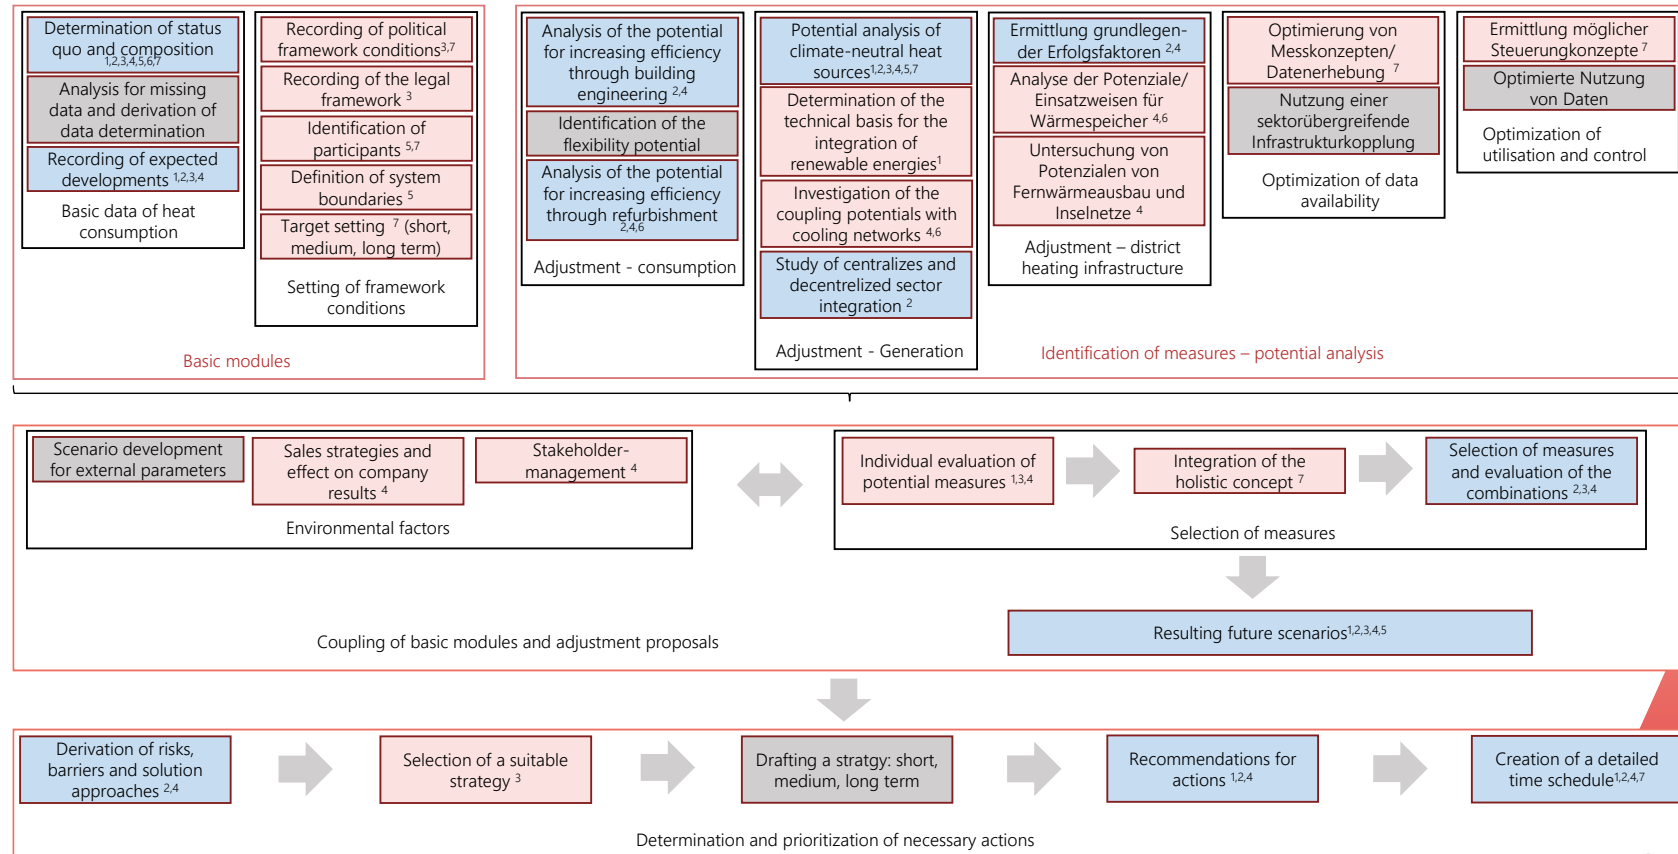 Determination of status
quo and composition
1,2,3,4,5,6,7
Analysis for missing
data and derivation of
data determination
Recording of expected
developments 1,2,3,4
Basic data of heat
consumption
Recording of political
framework conditions3,7
Recording of the legal
framework 3
Identification of
participants 5,7
Definition of system
boundaries 5
Target setting 7 (short,
medium, long term)
Setting of framework
conditions
Basic modules
Analysis of the potential
for increasing efficiency
through building
engineering 2,4
Identification of the
flexibility potential
Analysis of the potential
for increasing efficiency
through refurbishment
2,4,6
Adjustment - consumption
Potential analysis of
climate-neutral heat
sources1,2,3,4,5,7
Determination of the
technical basis for the
integration of
renewable energies1
Investigation of the
coupling potentials with
cooling networks 4,6
Study of centralizes and
decentrelized sector
integration 2
Adjustment - Generation
Ermittlung grundlegen-
der Erfolgsfaktoren 2,4
Analyse der Potenziale/
Einsatzweisen für
Wärmespeicher 4,6
Untersuchung von
Potenzialen von
Fernwärmeausbau und
Inselnetze 4
Adjustment – district
heating infrastructure
Optimierung von
Messkonzepten/
Datenerhebung 7
Nutzung einer
sektorübergreifende
Infrastrukturkopplung
Optimization of data
availability
Ermittlung möglicher
Steuerungkonzepte 7
Optimierte Nutzung
von Daten
Optimization of
utilisation and control
Identification of measures – potential analysis
Scenario development
for external parameters
Sales strategies and
effect on company
results 4
Stakeholder-
management 4
Environmental factors
Individual evaluation of
potential measures 1,3,4
Integration of the
holistic concept 7
Selection of measures
and evaluation of the
combinations 2,3,4
Selection of measures
Resulting future scenarios1,2,3,4,5
Coupling of basic modules and adjustment proposals
Derivation of risks,
barriers and solution
approaches 2,4
Selection of a suitable
strategy 3
Drafting a stratgy: short,
medium, long term
Recommendations for
actions 1,2,4
Creation of a detailed
time schedule1,2,4,7
Determination and prioritization of necessary actions